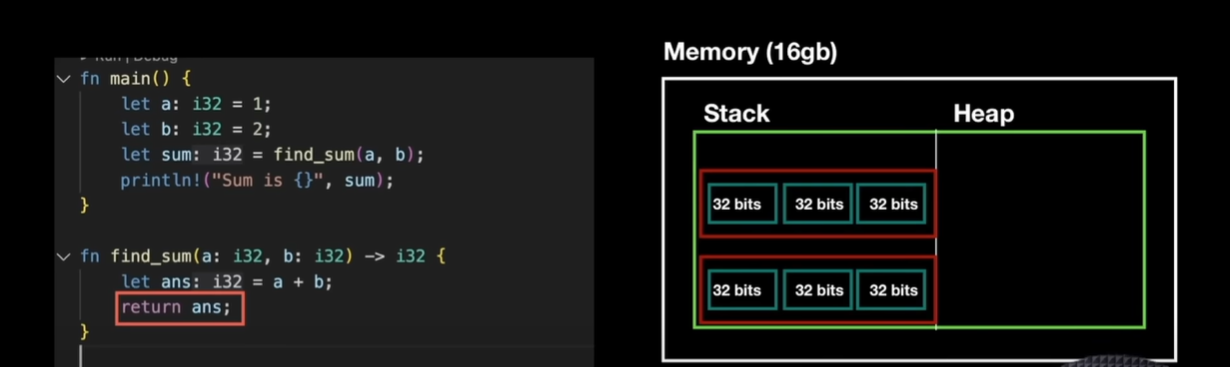 Run | Debug
fn main() {
let a: i32 = 1;
let b: i32 = 2;
let sum: i32 = find_sum(a, b);
println!("Sum is {}", sum);
}
fn find_sum(a: i32, b: i32) -> i32 {
let ans: i32 = a + b;
return ans;
}
Memory (16gb)
Stack
Heap
32 bits
32 bits
32 bits
32 bits
32 bits
32 bits